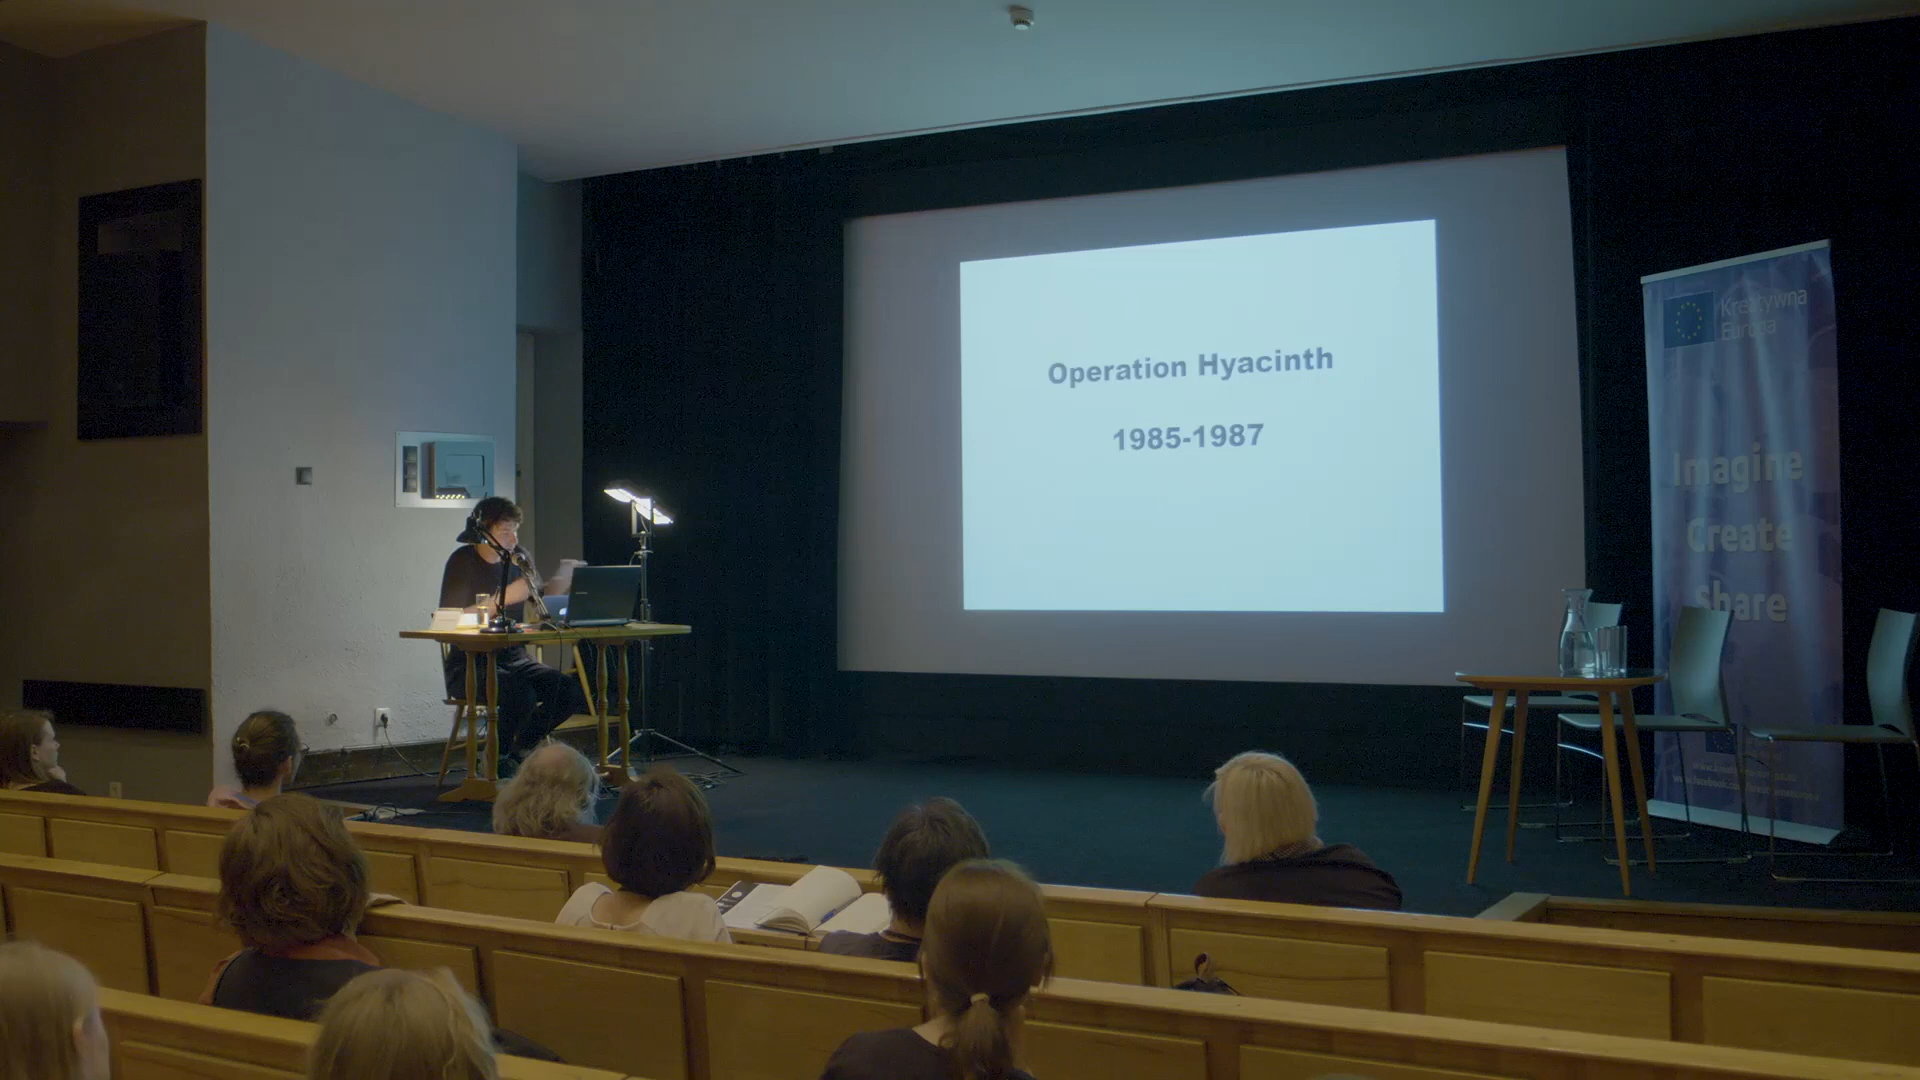 Operation Hyacinth
1985-1987
Kreatywna
Europa
Imagine
Create
Share